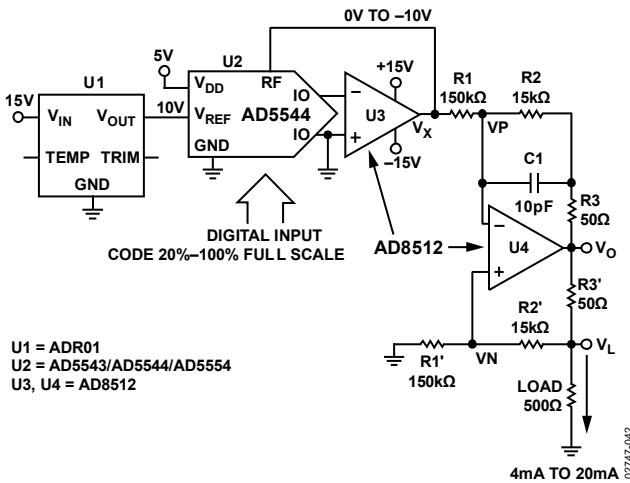 0V TO –10V
U2
5V
RF
+15V
R1
150kΩ
R2
15kΩ
U1
15V
VIN
VOUT
10V
VDD
VREF
AD5544
IO
IO
U3
VX
VP
–15V
TEMP
TRIM
GND
GND
C1
10pF
R3
50Ω
DIGITAL INPUT
CODE 20%–100% FULL SCALE
AD8512
U4
VO
R3'
50Ω
R2'
15kΩ
VN
VL
R1'
150kΩ
LOAD
500Ω
U1 = ADR01
U2 = AD5543/AD5544/AD5554
U3, U4 = AD8512
4mA TO 20mA
02747-042